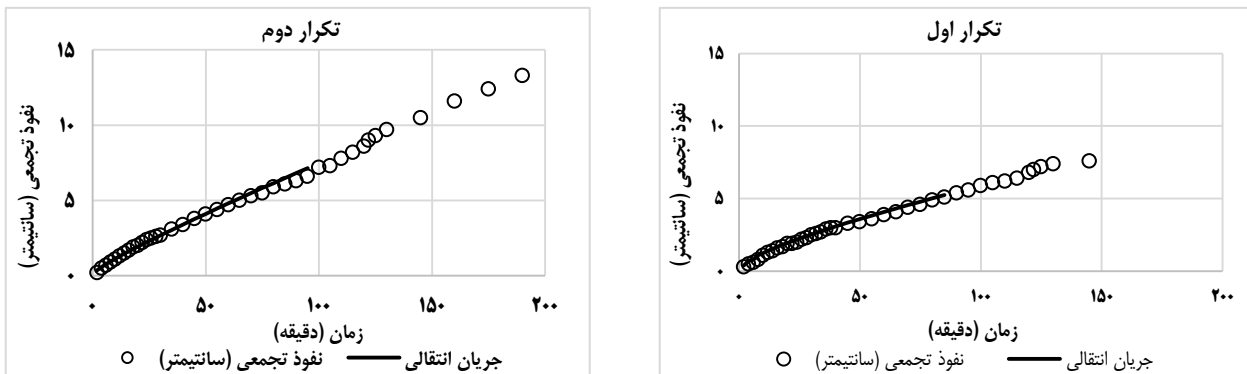 تکرار اول
نفوذ تجمعی (سانتیمتر)
۱۵
۱۰
۵
۰
۰ ۵۰ ۱۰۰ ۱۵۰ ۲۰۰
زمان (دقیقه)
نفوذ تجمعی (سانتیمتر) جریان انتقالی
تکرار دوم
نفوذ تجمعی (سانتیمتر)
۱۵
۱۰
۵
۰
۰ ۵۰ ۱۰۰ ۱۵۰ ۲۰۰
زمان (دقیقه)
نفوذ تجمعی (سانتیمتر) جریان انتقالی